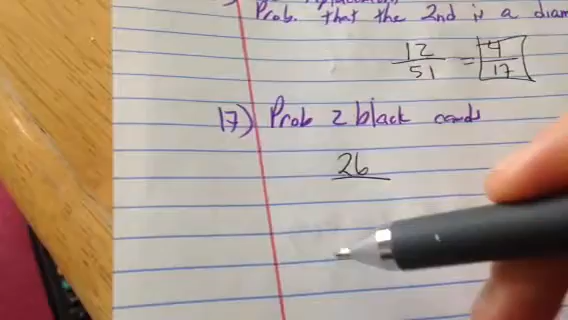 Prob. that the 2nd is a diam
12/51 = 4/17
17) Prob 2 black cards
26